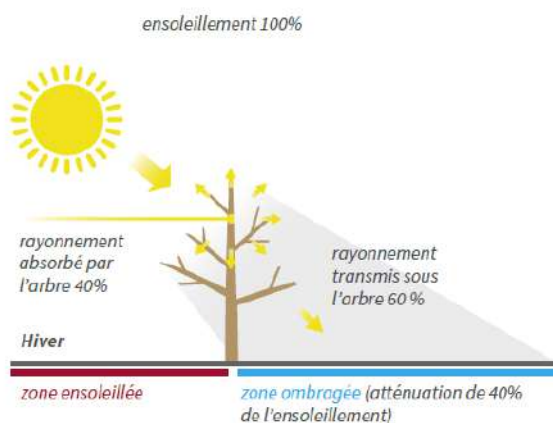 ensoleillement 100%
rayonnement
absorbé par
l'arbre 40%
rayonnement
transmis sous
l'arbre 60 %
Hiver
zone ensoleillée
zone ombragée (atténuation de 40%
de l'ensoleillement)